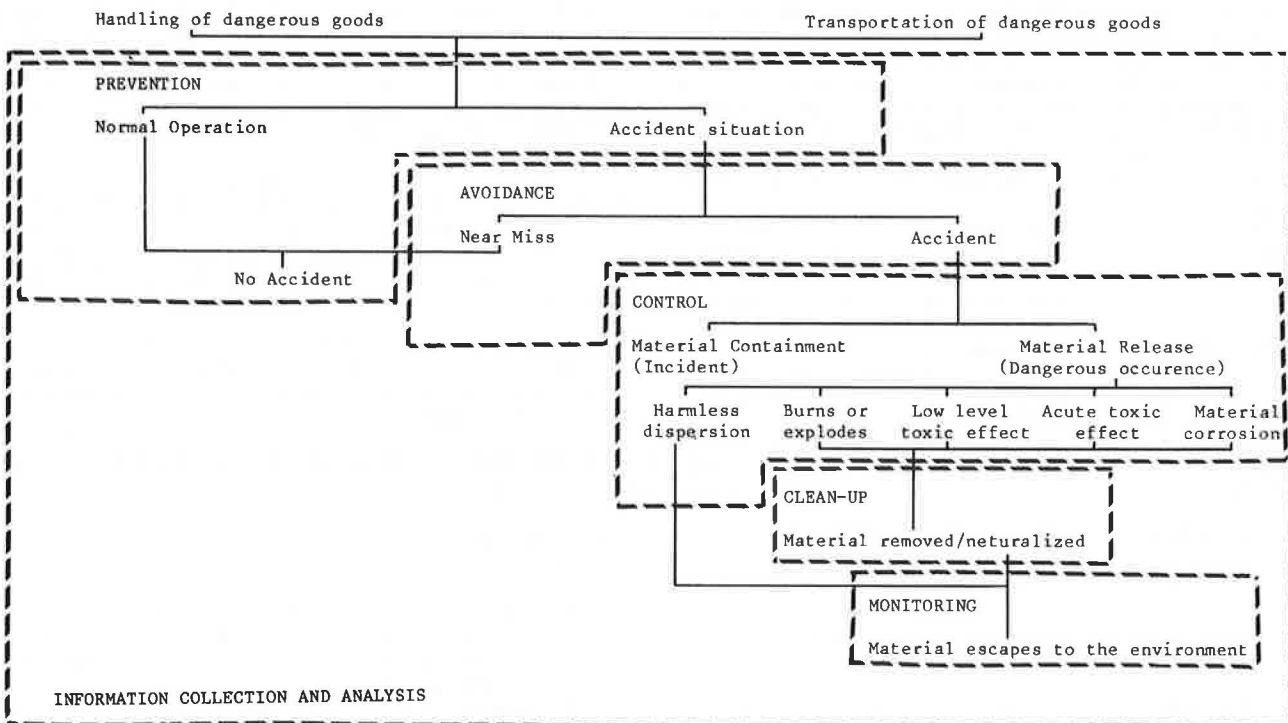 Handling of dangerous goods
Transportation of dangerous goods
PREVENTION
Normal Operation
Accident situation
AVOIDANCE
Near Miss
Accident
No Accident
CONTROL
Material Containment
(Incident)
Material Release
(Dangerous occurence)
Harmless
dispersion
Burns or
explodes
Low level
toxic effect
Acute toxic
effect
Material
corrosion
CLEAN-UP
Material removed/neturalized
MONITORING
Material escapes to the environment
INFORMATION COLLECTION AND ANALYSIS